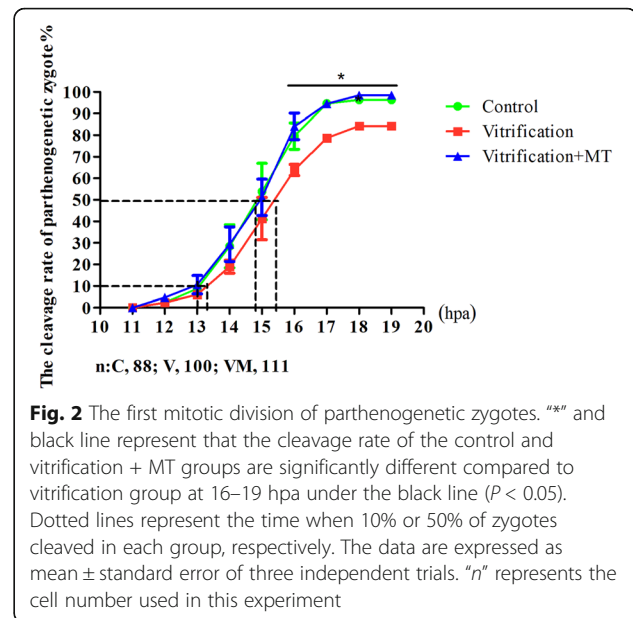 *
The cleavage rate of parthenogenetic zygote%
100
90
80
70
60
50
40
30
20
10
0
10 11 12 13 14 15 16 17 18 19 20 (hpa)
Control
Vitrification
Vitrification+MT
n:C, 88; V, 100; VM, 111
Fig. 2 The first mitotic division of parthenogenetic zygotes. “*” and
black line represent that the cleavage rate of the control and
vitrification + MT groups are significantly different compared to
vitrification group at 16–19 hpa under the black line (P < 0.05).
Dotted lines represent the time when 10% or 50% of zygotes
cleaved in each group, respectively. The data are expressed as
mean ± standard error of three independent trials. “n” represents the
cell number used in this experiment